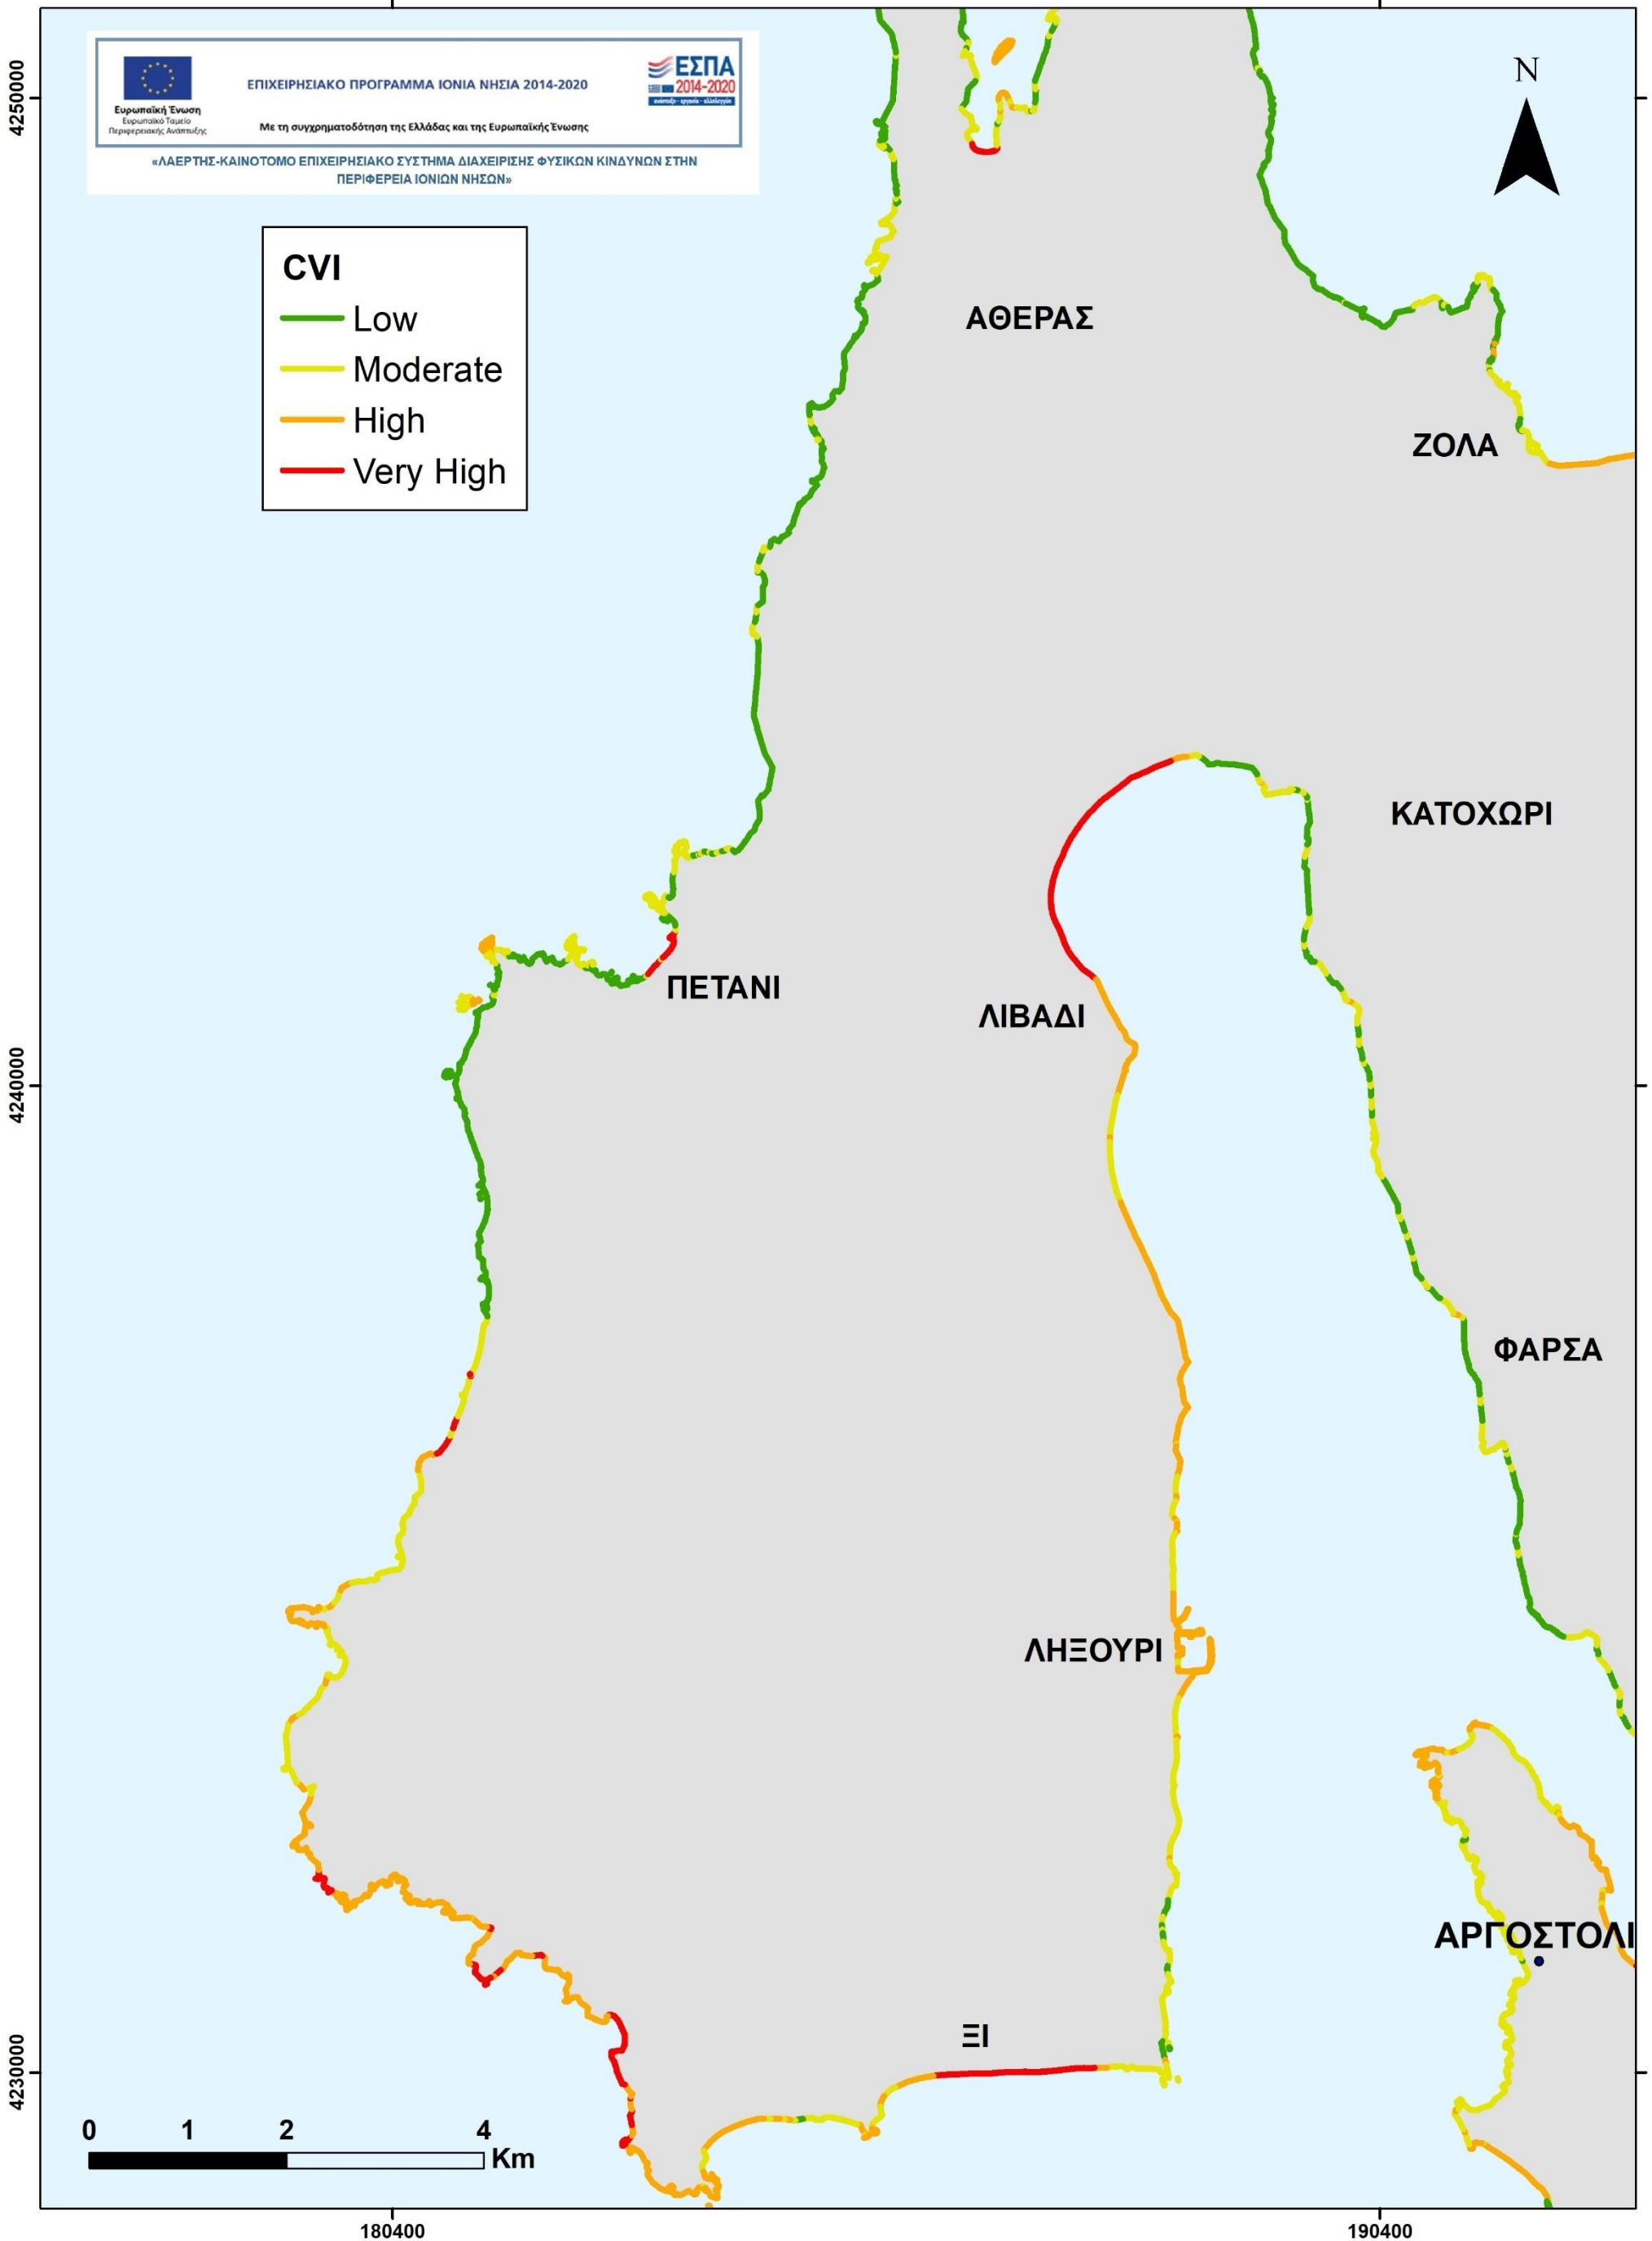 Ευρωπαϊκή Ένωση
Ευρωπαϊκό Ταμείο
Περιφερειακής Ανάπτυξης
ΕΠΙΧΕΙΡΗΣΙΑΚΟ ΠΡΟΓΡΑΜΜΑ ΙΟΝΙΑ ΝΗΣΙΑ 2014-2020
Με τη συγχρηματοδότηση της Ελλάδας και της Ευρωπαϊκής Ένωσης
ΕΣΠΑ
2014-2020
ανάπτυξη - εργασία - αλληλεγγύη
«ΛΑΕΡΤΗΣ-ΚΑΙΝΟΤΟΜΟ ΕΠΙΧΕΙΡΗΣΙΑΚΟ ΣΥΣΤΗΜΑ ΔΙΑΧΕΙΡΙΣΗΣ ΦΥΣΙΚΩΝ ΚΙΝΔΥΝΩΝ ΣΤΗΝ
ΠΕΡΙΦΕΡΕΙΑ ΙΟΝΙΩΝ ΝΗΣΩΝ»
N
4250000
CVI
Low
Moderate
High
Very High
ΑΘΕΡΑΣ
ΖΟΛΑ
ΚΑΤΟΧΩΡΙ
ΠΕΤΑΝΙ
ΛΙΒΑΔΙ
4240000
ΦΑΡΣΑ
ΛΗΞΟΥΡΙ
ΑΡΓΟΣΤΟΛΙ
ΞΙ
4230000
0 1 2 4
Km
180400 190400